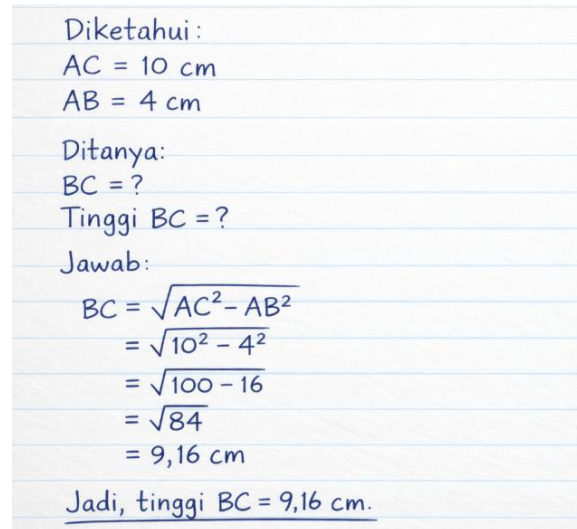 Diketahui:
AC = 10 cm
AB = 4 cm
Ditanya:
BC = ?
Tinggi BC = ?
Jawab:
BC = √AC² - AB²
= √10² - 4²
= √100 - 16
= √84
= 9,16 cm
Jadi, tinggi BC = 9,16 cm.